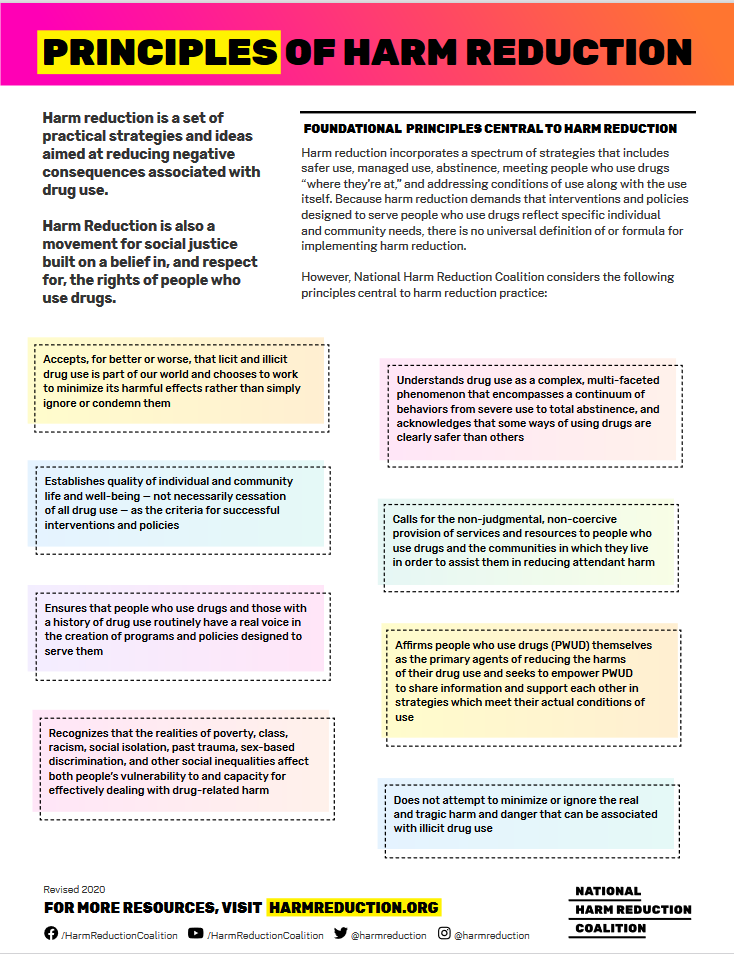 PRINCIPLES OF HARM REDUCTION
Harm reduction is a set of
practical strategies and ideas
aimed at reducing negative
consequences associated with
drug use.
Harm Reduction is also a
movement for social justice
built on a belief in, and respect
for, the rights of people who
use drugs.
FOUNDATIONAL PRINCIPLES CENTRAL TO HARM REDUCTION
Harm reduction incorporates a spectrum of strategies that includes
safer use, managed use, abstinence, meeting people who use drugs
“where they’re at,” and addressing conditions of use along with the use
itself. Because harm reduction demands that interventions and policies
designed to serve people who use drugs reflect specific individual
and community needs, there is no universal definition of or formula for
implementing harm reduction.
However, National Harm Reduction Coalition considers the following
principles central to harm reduction practice:
Accepts, for better or worse, that licit and illicit
drug use is part of our world and chooses to work
to minimize its harmful effects rather than simply
ignore or condemn them
Understands drug use as a complex, multi-faceted
phenomenon that encompasses a continuum of
behaviors from severe use to total abstinence, and
acknowledges that some ways of using drugs are
clearly safer than others
Establishes quality of individual and community
life and well-being — not necessarily cessation
of all drug use — as the criteria for successful
interventions and policies
Calls for the non-judgmental, non-coercive
provision of services and resources to people who
use drugs and the communities in which they live
in order to assist them in reducing attendant harm
Ensures that people who use drugs and those with
a history of drug use routinely have a real voice in
the creation of programs and policies designed to
serve them
Affirms people who use drugs (PWUD) themselves
as the primary agents of reducing the harms
of their drug use and seeks to empower PWUD
to share information and support each other in
strategies which meet their actual conditions of
use
Recognizes that the realities of poverty, class,
racism, social isolation, past trauma, sex-based
discrimination, and other social inequalities affect
both people’s vulnerability to and capacity for
effectively dealing with drug-related harm
Does not attempt to minimize or ignore the real
and tragic harm and danger that can be associated
with illicit drug use
Revised 2020
FOR MORE RESOURCES, VISIT HARMREDUCTION.ORG
/HarmReductionCoalition /HarmReductionCoalition @harmreduction @harmreduction
NATIONAL
HARM REDUCTION
COALITION